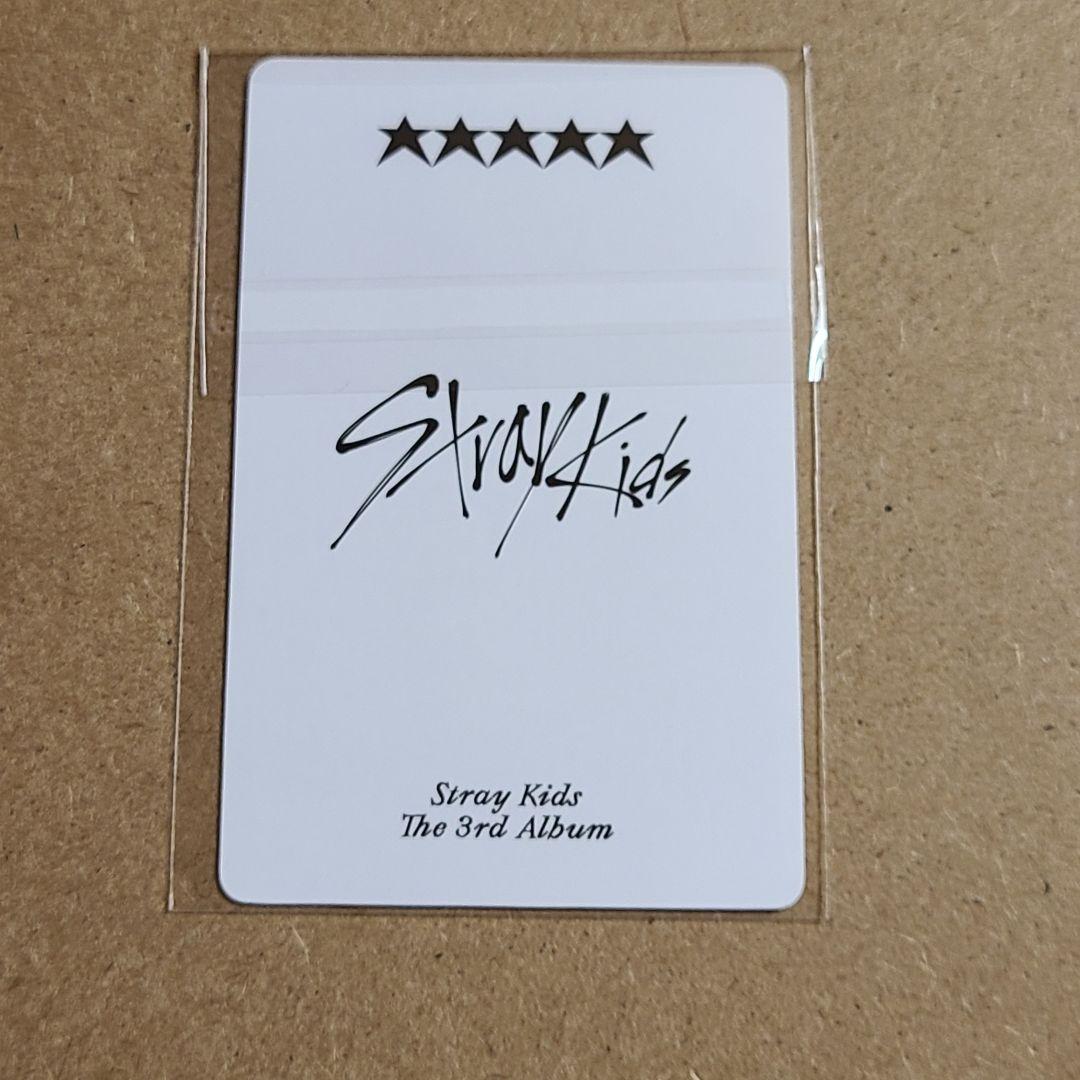 ★★★★★
Stray Kids
Stray Kids
The 3rd Album